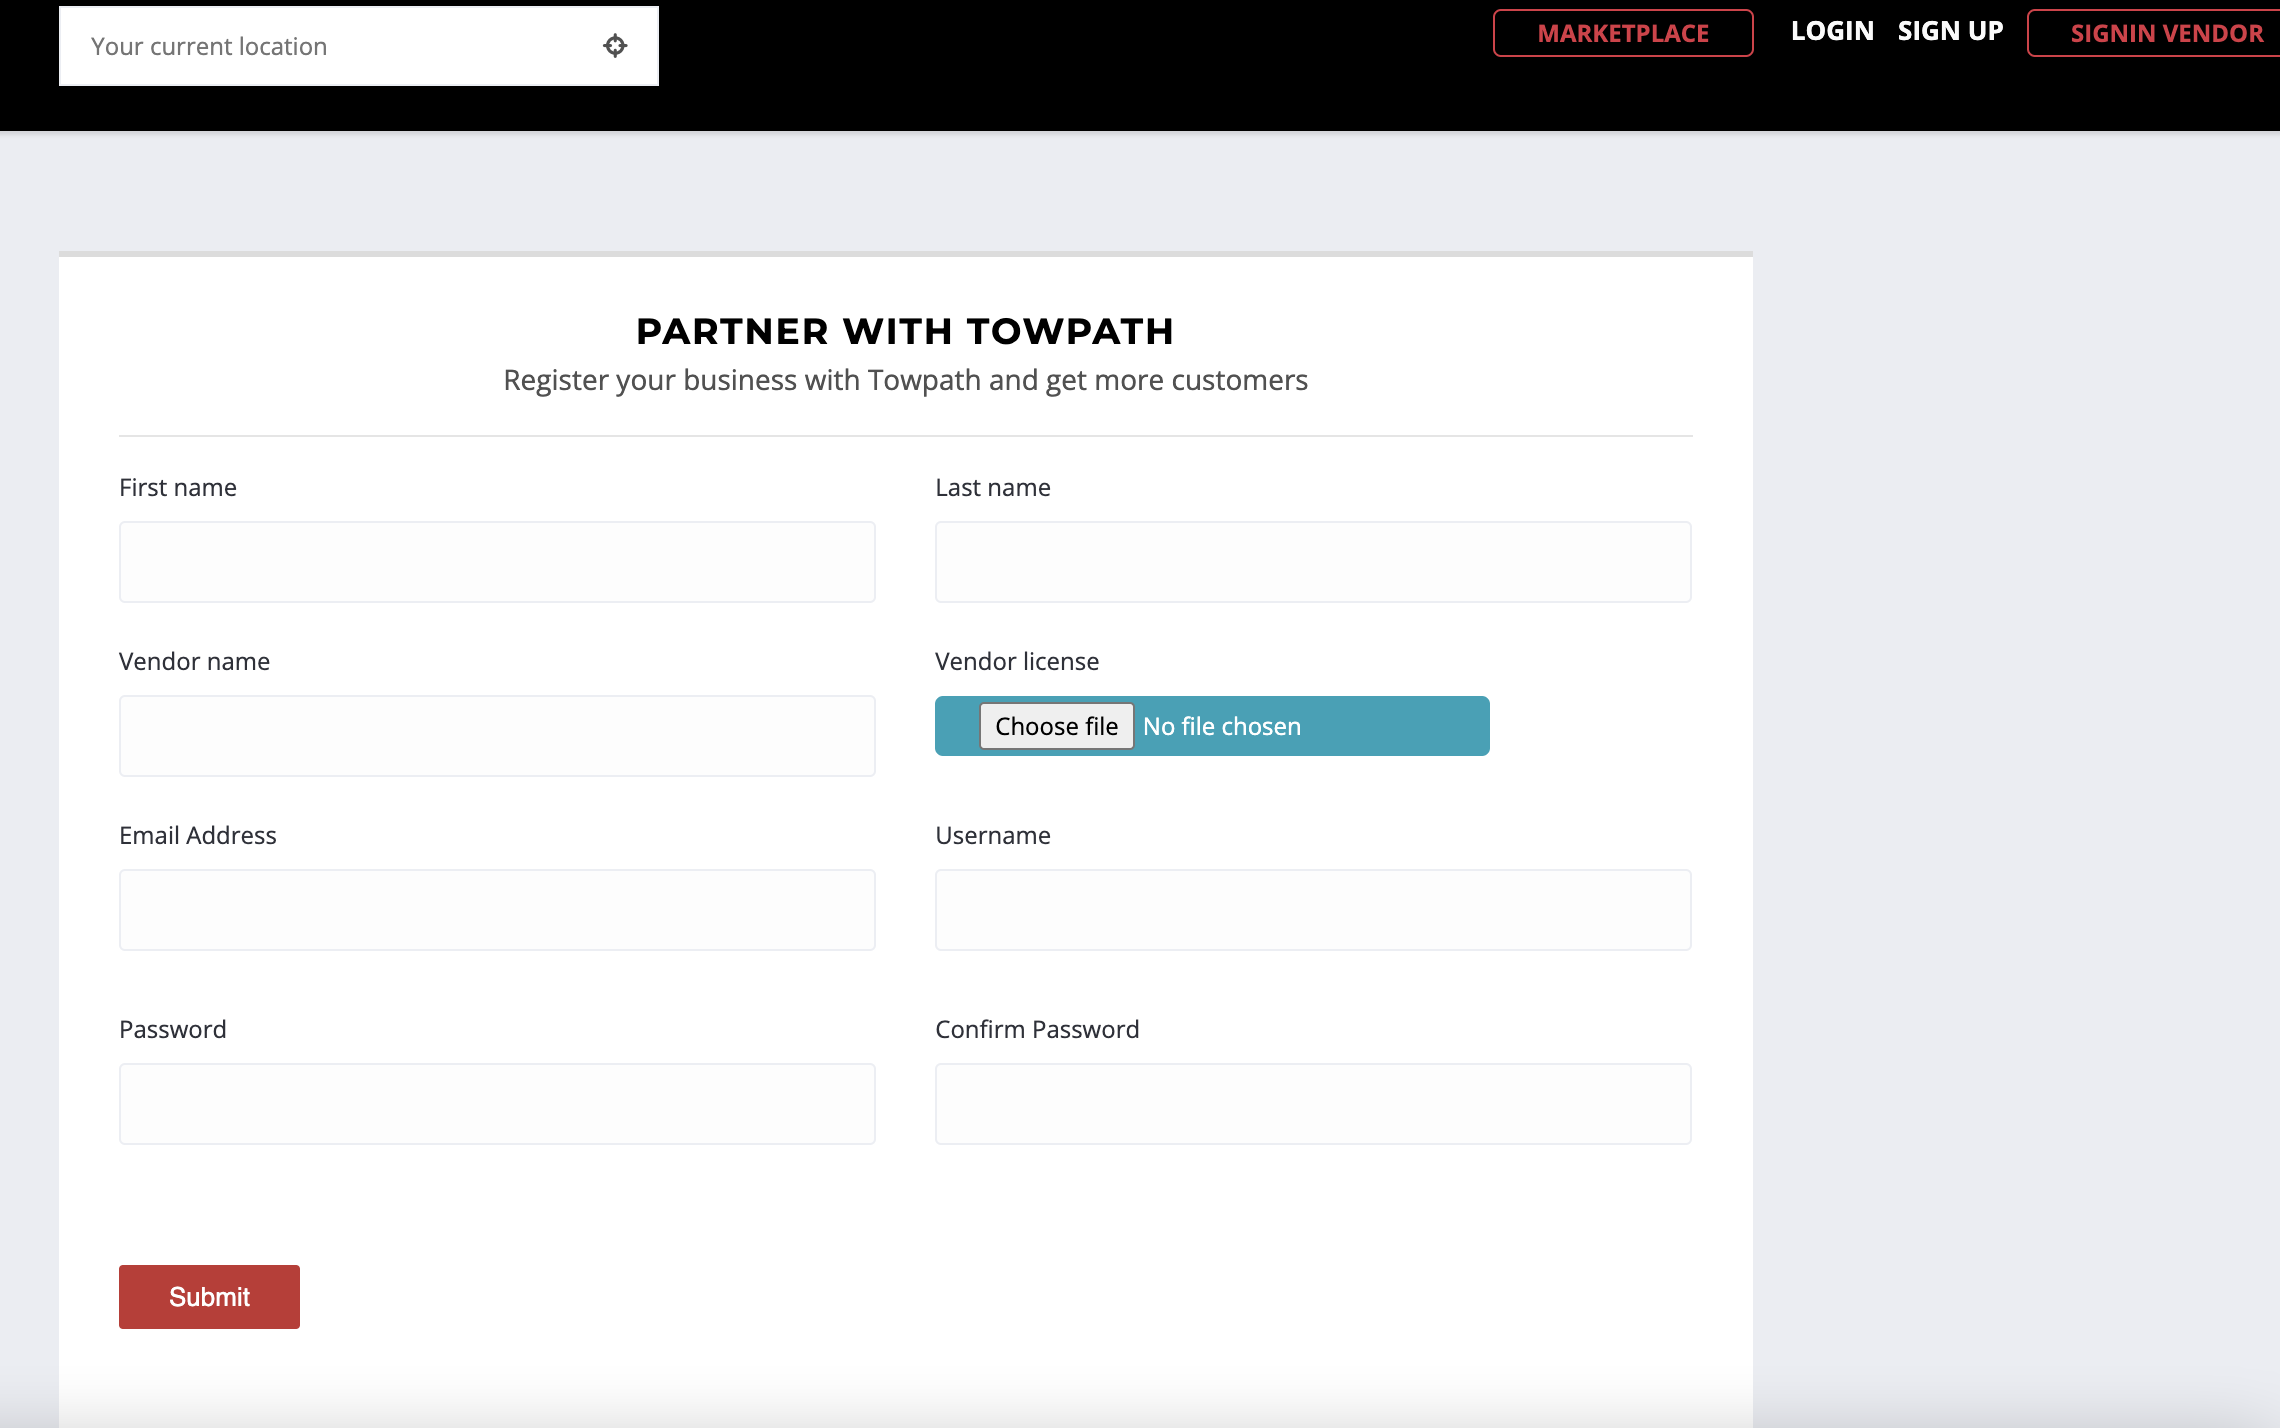 Your current location
MARKETPLACE LOGIN SIGN UP SIGNIN VENDOR
PARTNER WITH TOWPATH
Register your business with Towpath and get more customers
First name
Last name
Vendor name
Vendor license
Choose file No file chosen
Email Address
Username
Password
Confirm Password
Submit